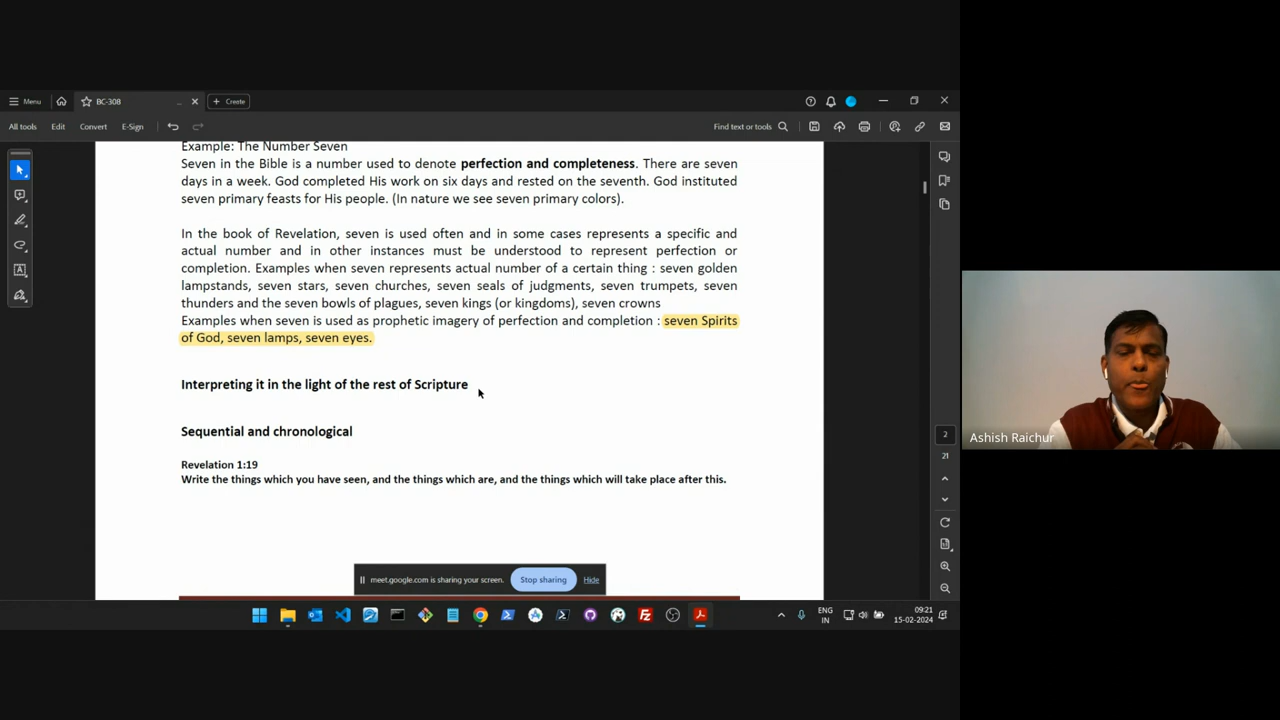 Menu
BC-308
...
Create
All tools
Edit
Convert
E-Sign
Find text or tools
Example: The Number Seven
Seven in the Bible is a number used to denote perfection and completeness. There are seven
days in a week. God completed His work on six days and rested on the seventh. God instituted
seven primary feasts for His people. (In nature we see seven primary colors).
In the book of Revelation, seven is used often and in some cases represents a specific and
actual number and in other instances must be understood to represent perfection or
completion. Examples when seven represents actual number of a certain thing : seven golden
lampstands, seven stars, seven churches, seven seals of judgments, seven trumpets, seven
thunders and the seven bowls of plagues, seven kings (or kingdoms), seven crowns
Examples when seven is used as prophetic imagery of perfection and completion : seven Spirits
of God, seven lamps, seven eyes.
Interpreting it in the light of the rest of Scripture
Sequential and chronological
Revelation 1:19
Write the things which you have seen, and the things which are, and the things which will take place after this.
2
21
Ashish Raichur
meet.google.com is sharing your screen.
Stop sharing
Hide
ENG
IN
09:21
15-02-2024